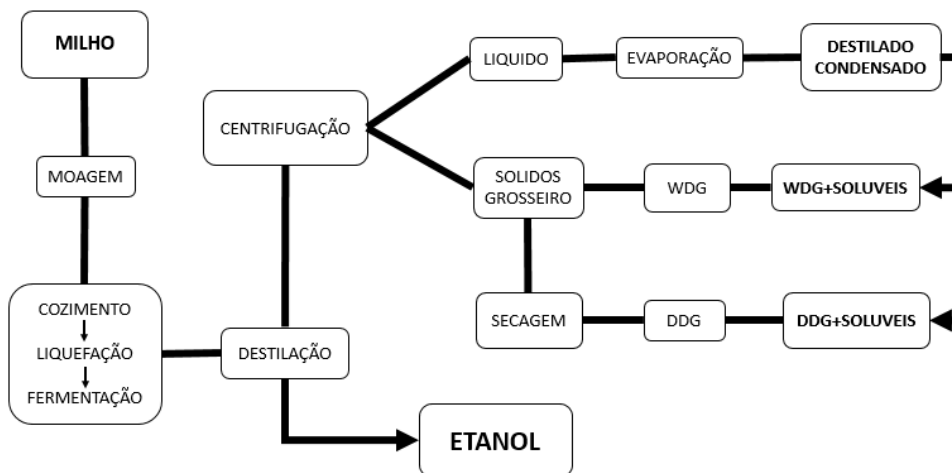 MILHO
MOAGEM
COZIMENTO
LIQUEFAÇÃO
FERMENTAÇÃO
DESTILAÇÃO
ETANOL
CENTRIFUGAÇÃO
LIQUIDO
EVAPORAÇÃO
DESTILADO
CONDENSADO
SOLIDOS
GROSSEIRO
WDG
WDG+SOLUVEIS
SECAGEM
DDG
DDG+SOLUVEIS